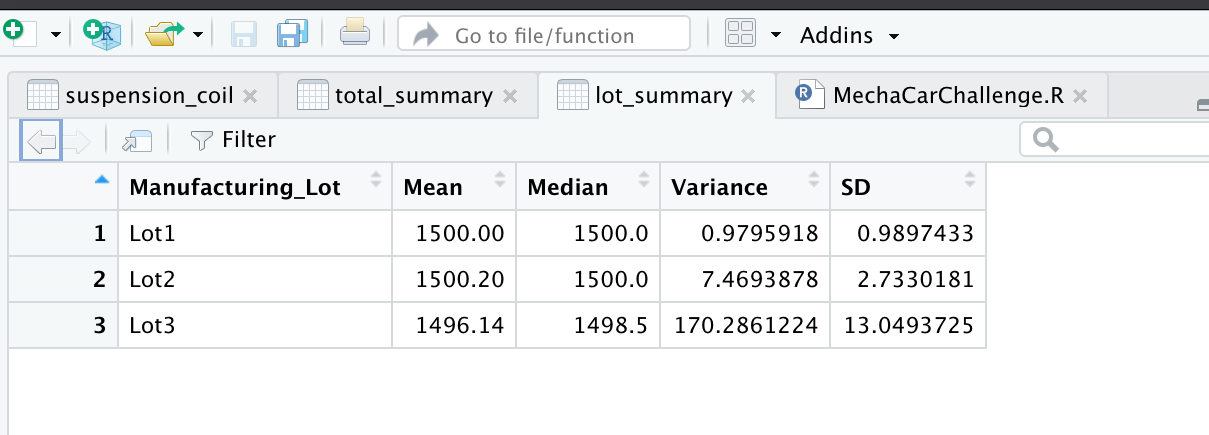 Go to file/function Addins
suspension_coil total_summary lot_summary MechaCarChallenge.R
Filter
Manufacturing_Lot Mean Median Variance SD
1 Lot1 1500.00 1500.0 0.9795918 0.9897433
2 Lot2 1500.20 1500.0 7.4693878 2.7330181
3 Lot3 1496.14 1498.5 170.2861224 13.0493725